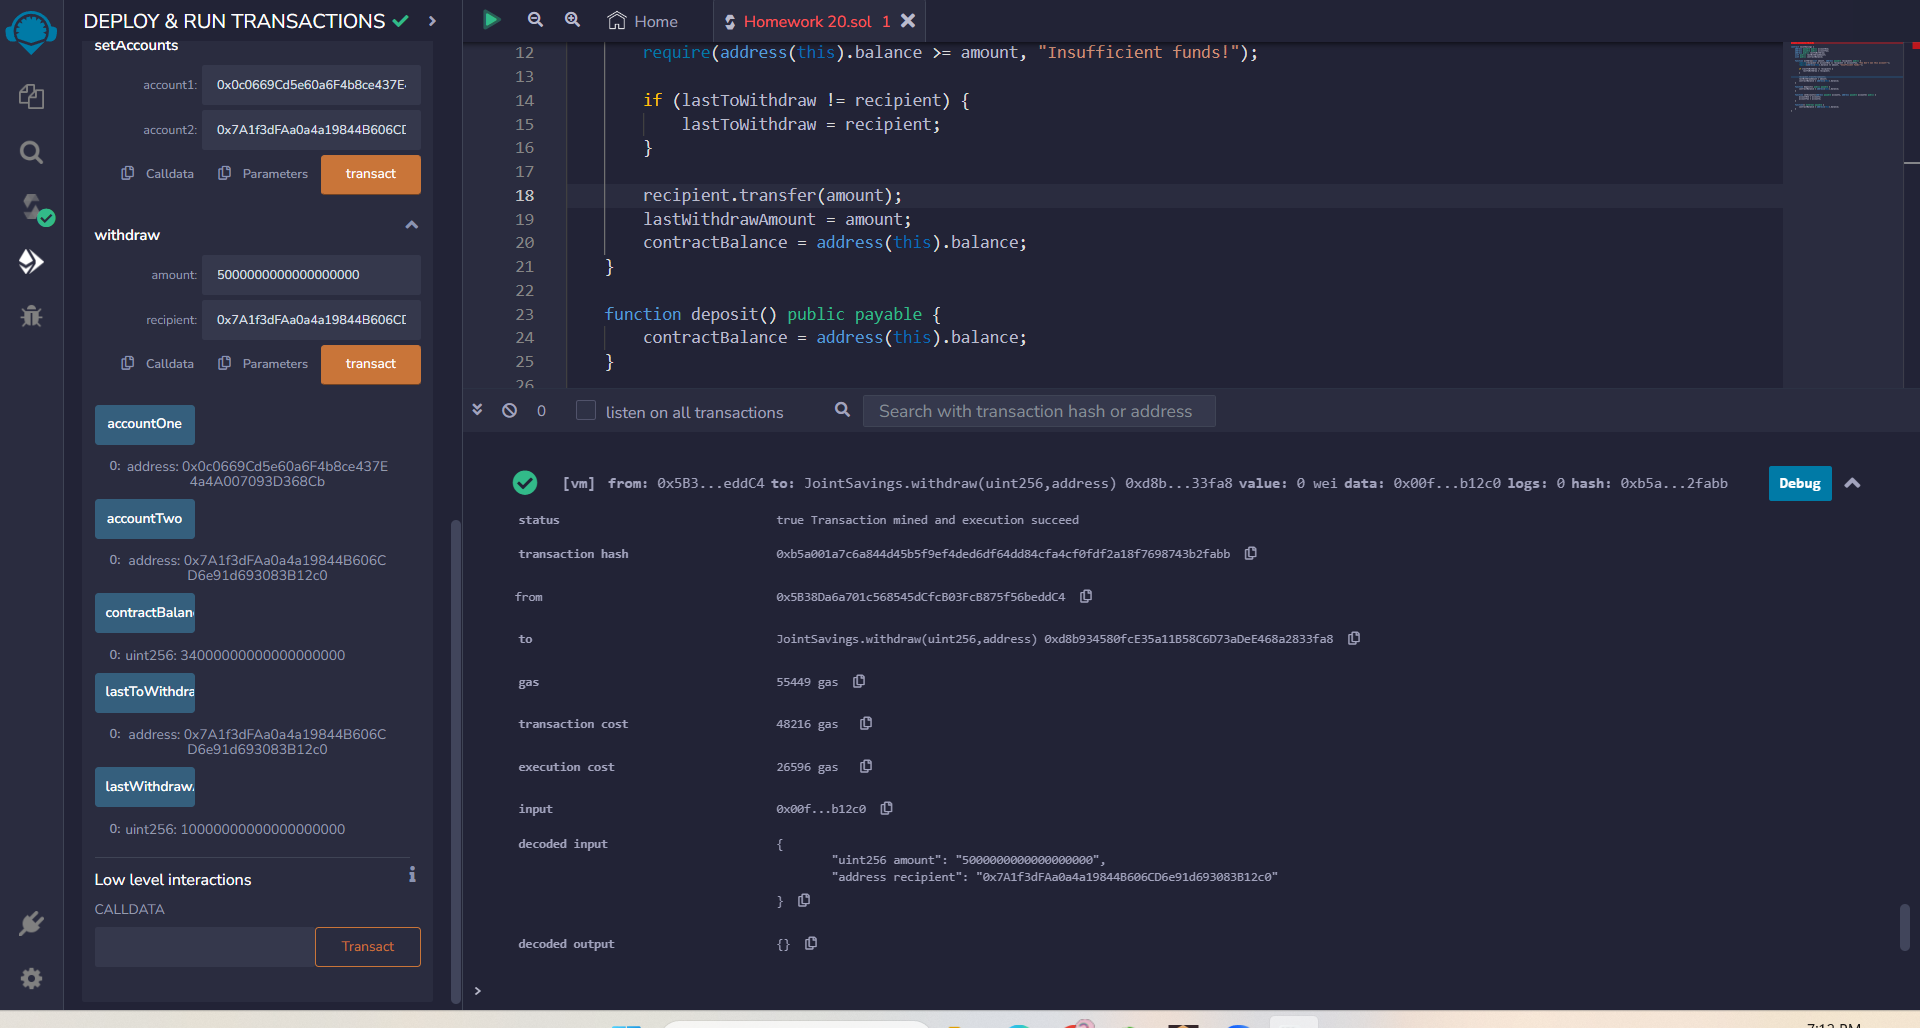 DEPLOY & RUN TRANSACTIONS
setAccounts
account1: 0x0c0669Cd5e60a6F4b8ce437E
account2: 0x7A1f3dFAa0a4a19844B606CD
Calldata Parameters transact
withdraw
amount: 5000000000000000000
recipient: 0x7A1f3dFAa0a4a19844B606CD
Calldata Parameters transact
accountOne
0: address: 0x0c0669Cd5e60a6F4b8ce437E
4a4A007093D368Cb
accountTwo
0: address: 0x7A1f3dFAa0a4a19844B606C
D6e91d693083B12c0
contractBalan
0: uint256: 34000000000000000000
lastToWithdra
0: address: 0x7A1f3dFAa0a4a19844B606C
D6e91d693083B12c0
lastWithdraw
0: uint256: 10000000000000000000
Low level interactions
i
CALLDATA
Transact
Home
Homework 20.sol 1
12 require(address(this).balance >= amount, "Insufficient funds!");
13
14 if (lastToWithdraw != recipient) {
15 lastToWithdraw = recipient;
16 }
17
18 recipient.transfer(amount);
19 lastWithdrawAmount = amount;
20 contractBalance = address(this).balance;
21 }
22
23 function deposit() public payable {
24 contractBalance = address(this).balance;
25 }
26
0 listen on all transactions Search with transaction hash or address
[vm] from: 0x5B3...eddC4 to: JointSavings.withdraw(uint256,address) 0xd8b...33fa8 value: 0 wei data: 0x00f...b12c0 logs: 0 hash: 0xb5a...2fabb Debug
status true Transaction mined and execution succeed
transaction hash 0xb5a001a7c6a844d45b5f9ef4ded6df64dd84cfa4cf0fdf2a18f7698743b2fabb
from 0x5B38Da6a701c568545dCfcB03FcB875f56beddC4
to JointSavings.withdraw(uint256,address) 0xd8b934580fcE35a11B58C6D73aDeE468a2833fa8
gas 55449 gas
transaction cost 48216 gas
execution cost 26596 gas
input 0x00f...b12c0
decoded input {
"uint256 amount": "5000000000000000000",
"address recipient": "0x7A1f3dFAa0a4a19844B606CD6e91d693083B12c0"
}
decoded output {}
>